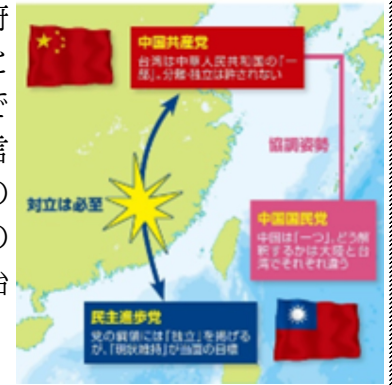 中国共産党
台湾は中華人民共和国の「一
部」。分離・独立は許されない
協調姿勢
対立は必至
中国国民党
中国は「一つ」。どう解
釈するかは大陸と台
湾でそれぞれ違う
民主進歩党
党の綱領には「独立」を掲げる
が、「現状維持」が当面の目標